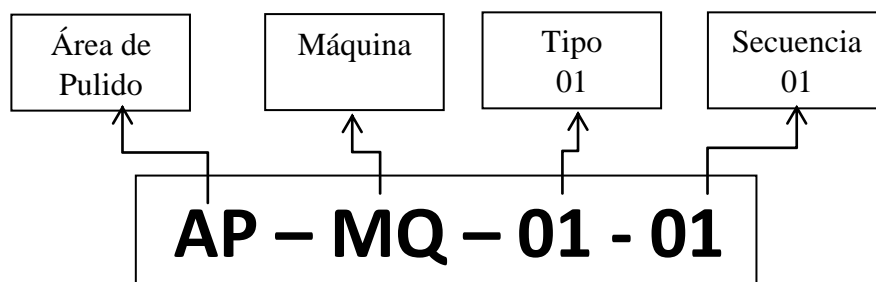 Área de
Pulido
Máquina
Tipo
01
Secuencia
01
AP – MQ – 01 - 01